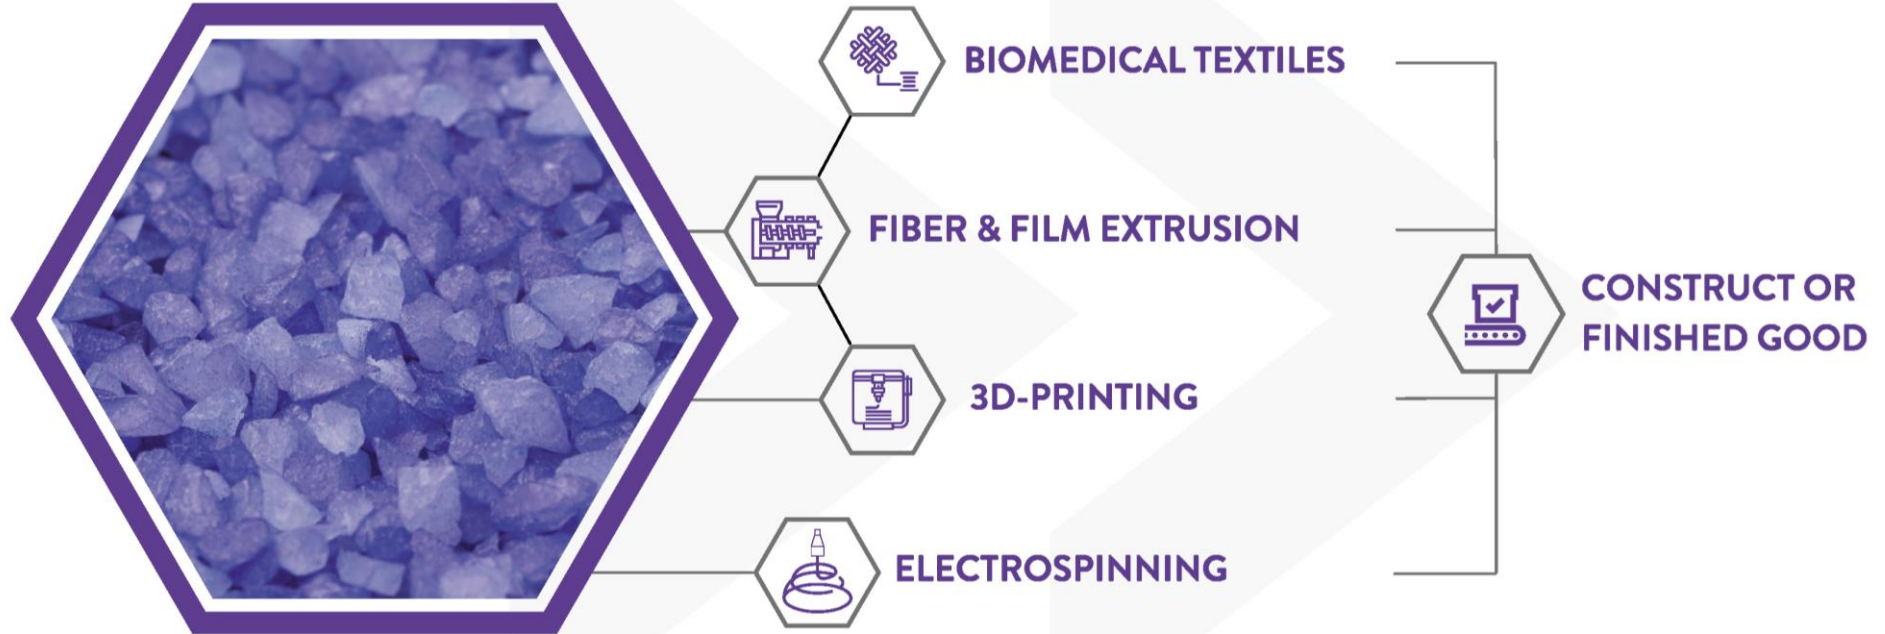 BIOMEDICAL TEXTILES
FIBER & FILM EXTRUSION
3D-PRINTING
ELECTROSPINNING
CONSTRUCT OR
FINISHED GOOD